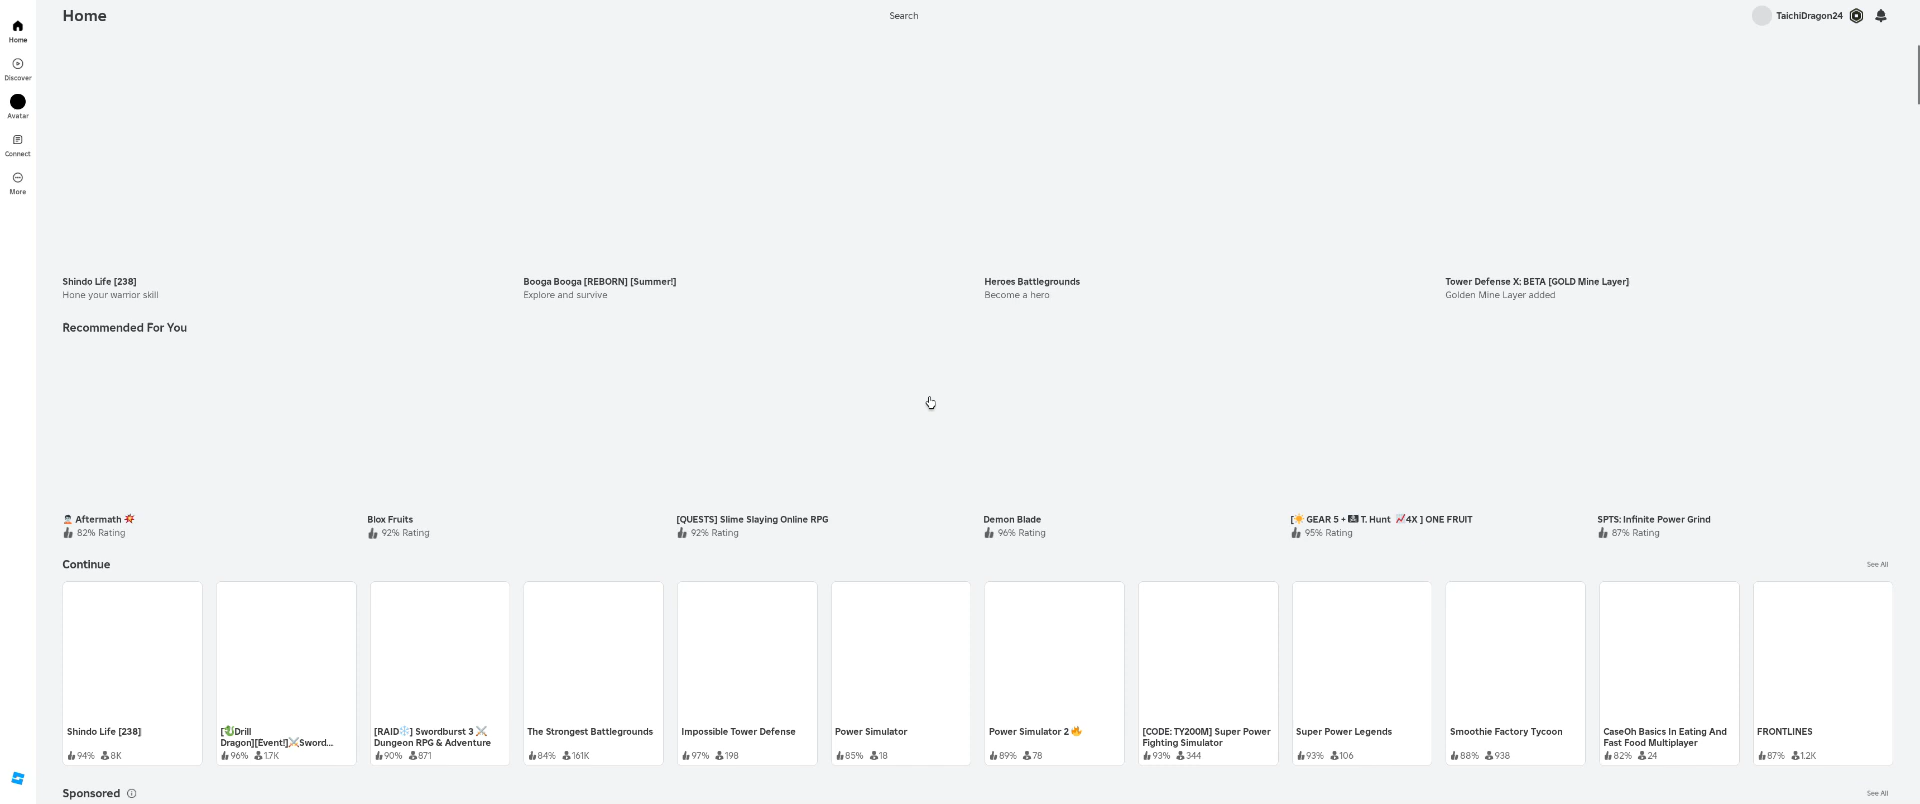 Home
Search
TaichiDragon24
Home
Discover
Avatar
Connect
More
Shindo Life [238]
Hone your warrior skill
Booga Booga [REBORN] [Summer!]
Explore and survive
Heroes Battlegrounds
Become a hero
Tower Defense X: BETA [GOLD Mine Layer]
Golden Mine Layer added
Recommended For You
Aftermath 💥
82% Rating
Blox Fruits
92% Rating
[QUESTS] Slime Slaying Online RPG
92% Rating
Demon Blade
96% Rating
[☀️ GEAR 5 + 🏴‍☠️ T. Hunt 📈4X ] ONE FRUIT
95% Rating
SPTS: Infinite Power Grind
87% Rating
Continue
See All
Shindo Life [238]
94% 8K
[🐉Drill
Dragon][Event!]⚔️Sword...
96% 1.7K
[RAID❄️] Swordburst 3 ⚔️
Dungeon RPG & Adventure
90% 871
The Strongest Battlegrounds
84% 161K
Impossible Tower Defense
97% 198
Power Simulator
85% 18
Power Simulator 2 🔥
89% 78
[CODE: TY200M] Super Power
Fighting Simulator
93% 344
Super Power Legends
93% 106
Smoothie Factory Tycoon
88% 938
CaseOh Basics In Eating And
Fast Food Multiplayer
82% 24
FRONTLINES
87% 1.2K
Sponsored
See All